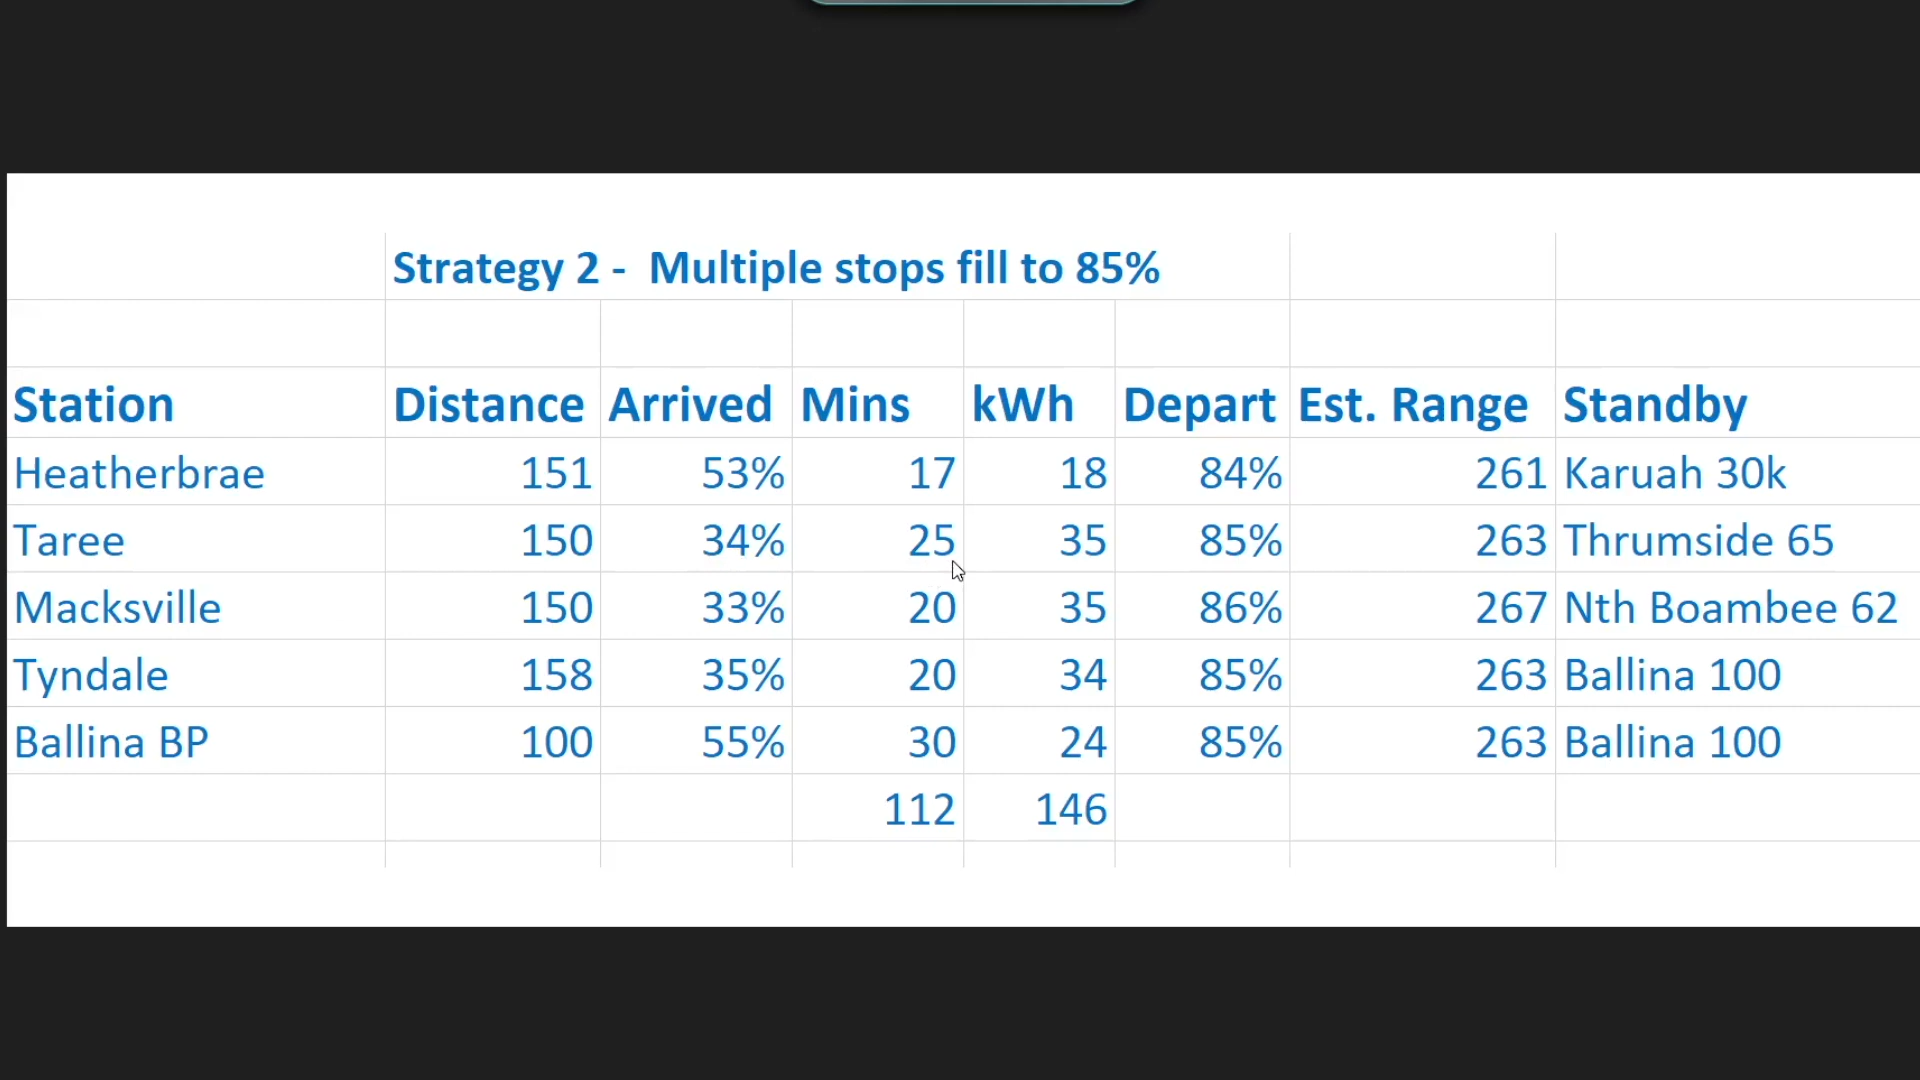 Strategy 2 -  Multiple stops fill to 85%
Station Distance Arrived Mins kWh Depart Est. Range Standby
Heatherbrae 151 53% 17 18 84% 261 Karuah 30k
Taree 150 34% 25 35 85% 263 Thrumside 65
Macksville 150 33% 20 35 86% 267 Nth Boambee 62
Tyndale 158 35% 20 34 85% 263 Ballina 100
Ballina BP 100 55% 30 24 85% 263 Ballina 100
112 146